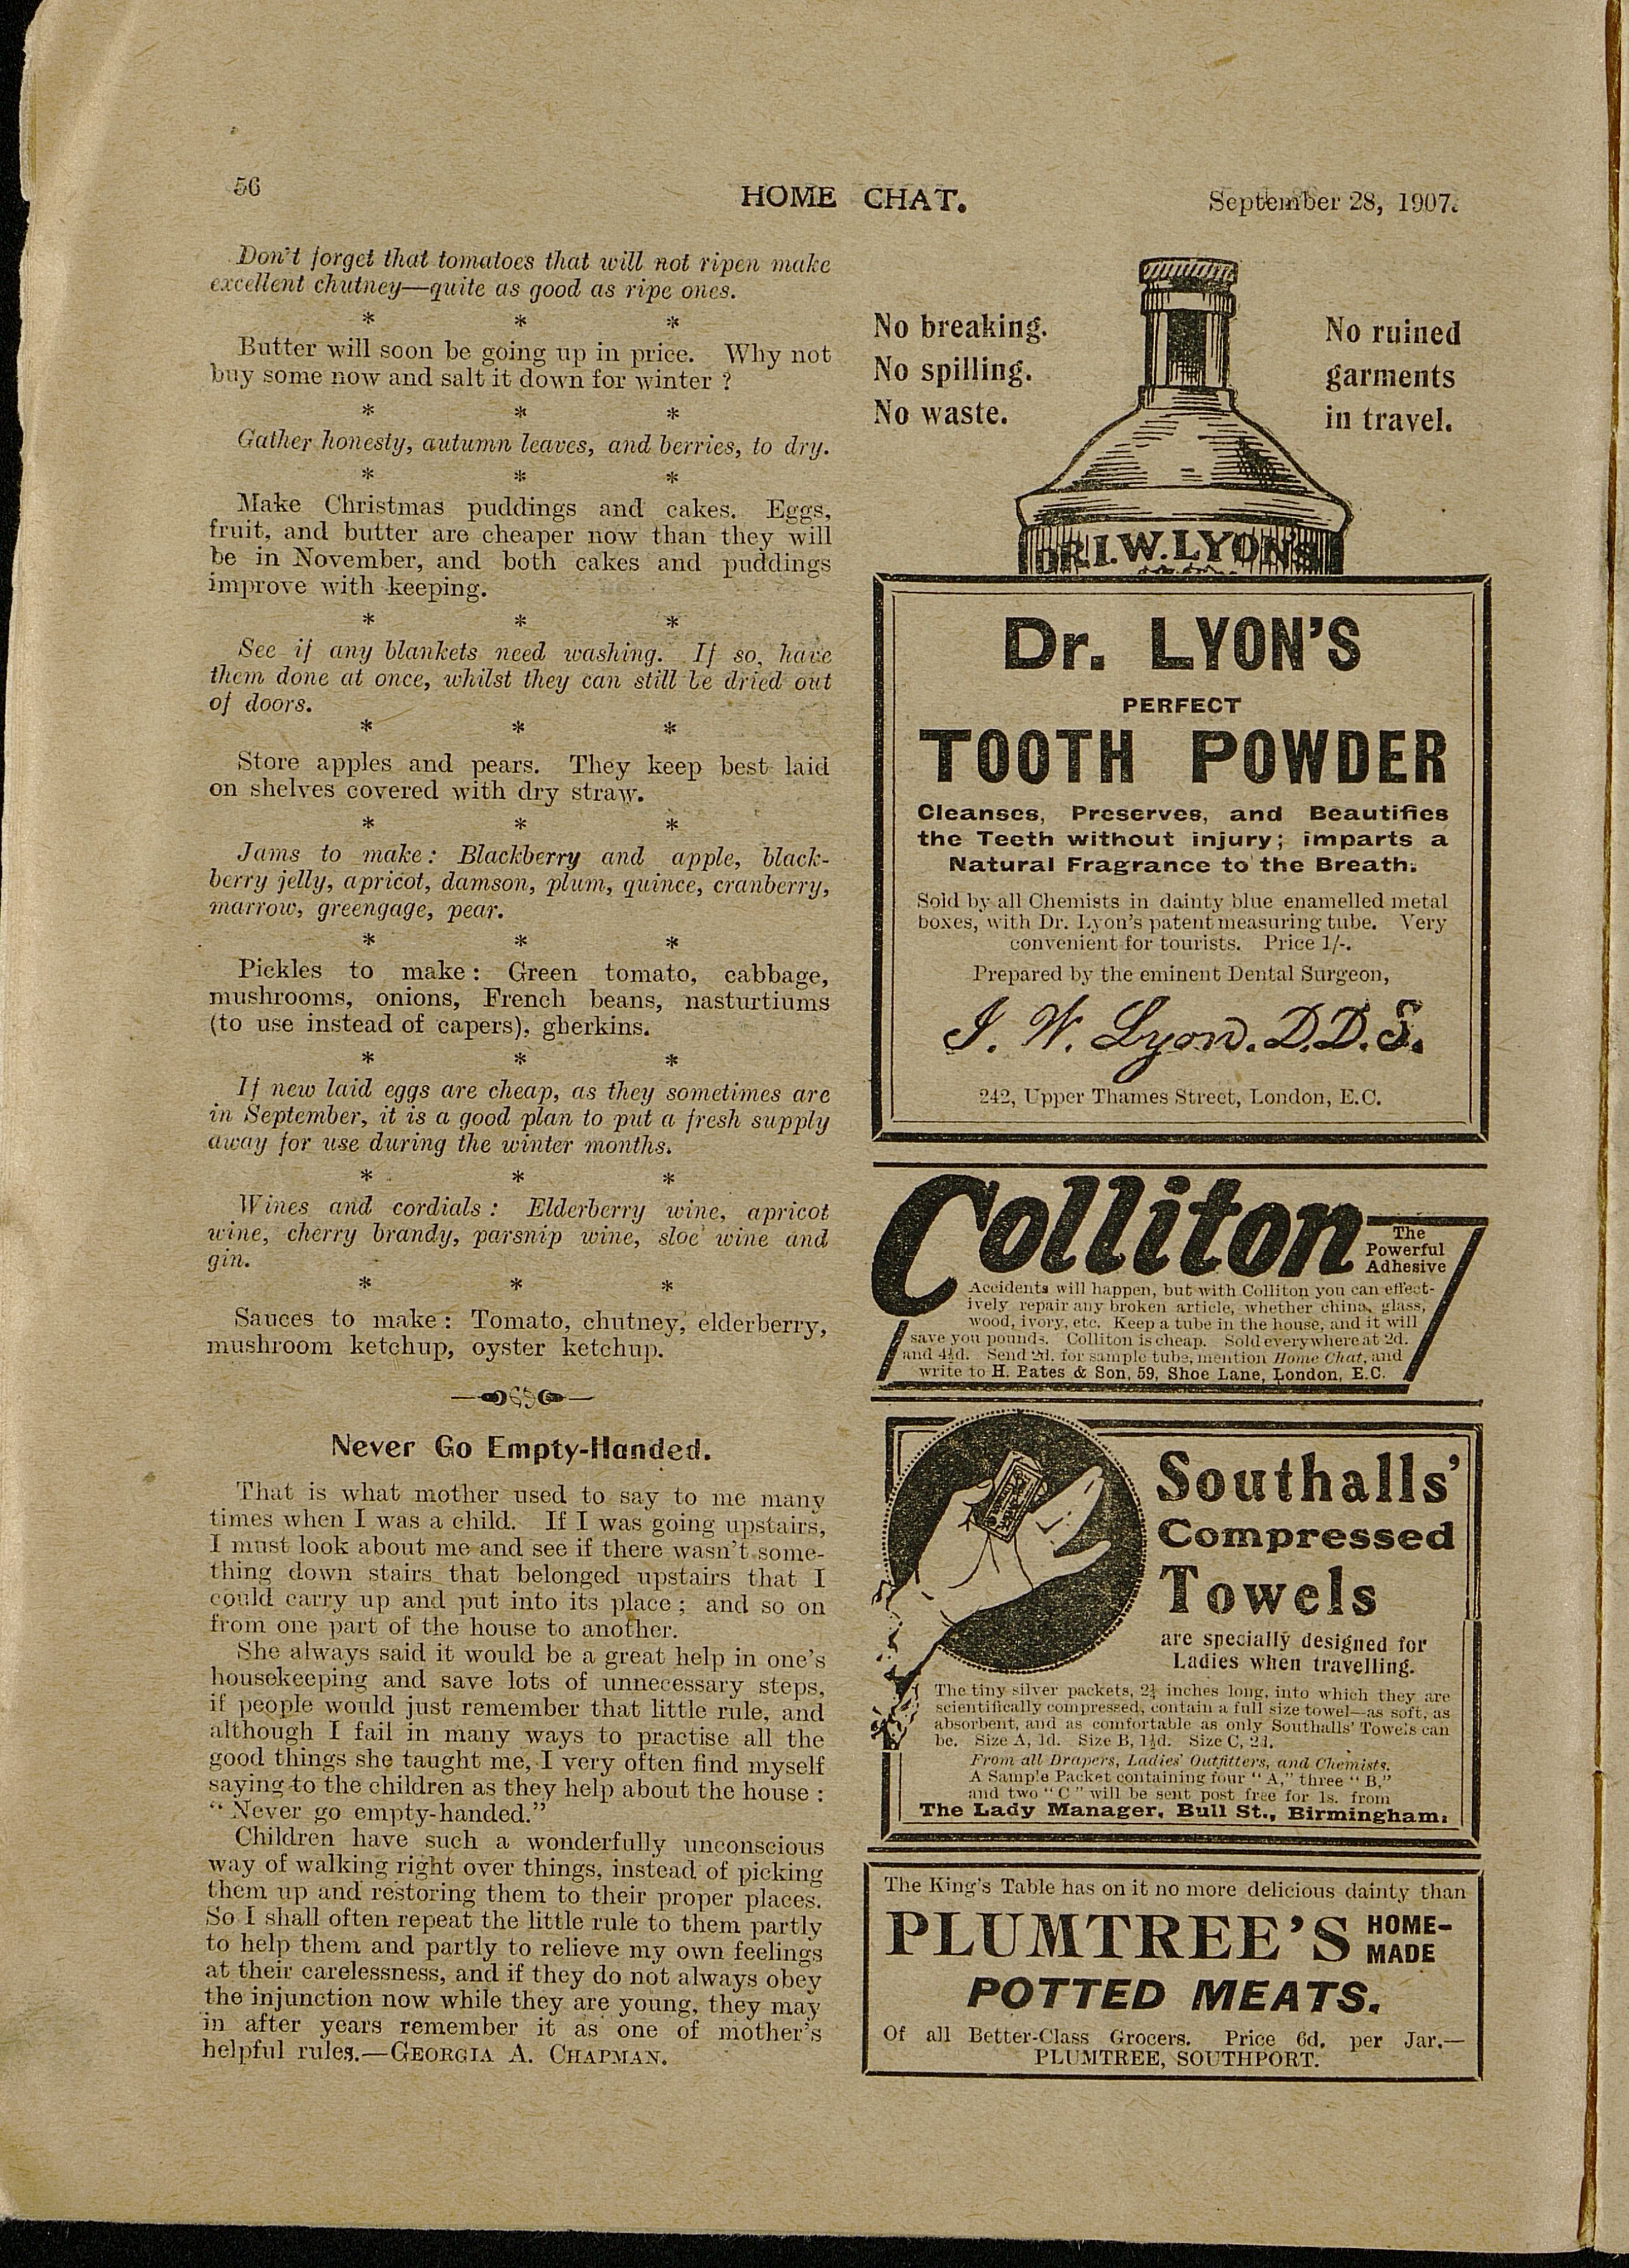 56
HOME CHAT.
September 28, 1907.
Don't forget that tomatoes that will not ripen make
excellent chutney—quite as good as ripe ones.
* * *
Butter will soon be going up in price. Why not
buy some now and salt it down for winter ?
* * *
Gather honesty, autumn leaves, and berries, to dry.
* * *
Make Christmas puddings and cakes. Eggs,
fruit, and butter are cheaper now than they will
be in November, and both cakes and puddings
improve with keeping.
* * *
See if any blankets need washing. If so, have
them done at once, whilst they can still be dried out
of doors.
* * *
Store apples and pears. They keep best laid
on shelves covered with dry straw.
* * *
Jams to make : Blackberry and apple, black-
berry jelly, apricot, damson, plum, quince, cranberry,
marrow, greengage, pear.
* * *
Pickles to make : Green tomato, cabbage,
mushrooms, onions, French beans, nasturtiums
(to use instead of capers), gherkins.
* * *
If new laid eggs are cheap, as they sometimes are
in September, it is a good plan to put a fresh supply
away for use during the winter months.
* * *
Wines and cordials : Elderberry wine, apricot
wine, cherry brandy, parsnip wine, sloe wine and
gin.
* * *
Sauces to make : Tomato, chutney, elderberry,
mushroom ketchup, oyster ketchup.
Never Go Empty-Handed.
That is what mother used to say to me many
times when I was a child. If I was going upstairs,
I must look about me and see if there wasn't some-
thing down stairs that belonged upstairs that I
could carry up and put into its place ; and so on
from one part of the house to another.
She always said it would be a great help in one's
housekeeping and save lots of unnecessary steps,
if people would just remember that little rule, and
although I fail in many ways to practise all the
good things she taught me, I very often find myself
saying to the children as they help about the house :
“ Never go empty-handed.”
Children have such a wonderfully unconscious
way of walking right over things, instead of picking
them up and restoring them to their proper places.
So I shall often repeat the little rule to them partly
to help them and partly to relieve my own feelings
at their carelessness, and if they do not always obey
the injunction now while they are young, they may
in after years remember it as one of mother's
helpful rules.—GEORGIA A. CHAPMAN.
No breaking.
No spilling.
No waste.
No ruined
garments
in travel.
DR. I. W. LYON'S
Dr. LYON'S
PERFECT
TOOTH POWDER
Cleanses, Preserves, and Beautifies
the Teeth without injury; imparts a
Natural Fragrance to the Breath.
Sold by all Chemists in dainty blue enamelled metal
boxes, with Dr. Lyon's patent measuring tube. Very
convenient for tourists. Price 1/-.
Prepared by the eminent Dental Surgeon,
I. W. Lyon. D.D.S.
242, Upper Thames Street, London, E.C.
Colliton
The
Powerful
Adhesive
Accidents will happen, but with Colliton you can effect-
ively repair any broken article, whether china, glass,
wood, ivory, etc. Keep a tube in the house, and it will
save you pounds. Colliton is cheap. Sold everywhere at 2d.
and 4½d. Send 2d. for sample tube, mention Home Chat, and
write to H. Eates & Son, 59, Shoe Lane, London, E.C.
Southalls'
Compressed
Towels
are specially designed for
Ladies when travelling.
The tiny silver packets, 2¼ inches long, into which they are
scientifically compressed, contain a full size towel—as soft, as
absorbent, and as comfortable as only Southalls' Towels can
be. Size A, 1d. Size B, 1½d. Size C, 2d.
From all Drapers, Ladies' Outfitters, and Chemists.
A Sample Packet containing four “ A,” three “ B,”
and two “ C ” will be sent post free for 1s. from
The Lady Manager, Bull St., Birmingham.
The King's Table has on it no more delicious dainty than
PLUMTREE'S HOME-
MADE
POTTED MEATS.
Of all Better-Class Grocers. Price 6d. per Jar.—
PLUMTREE, SOUTHPORT.